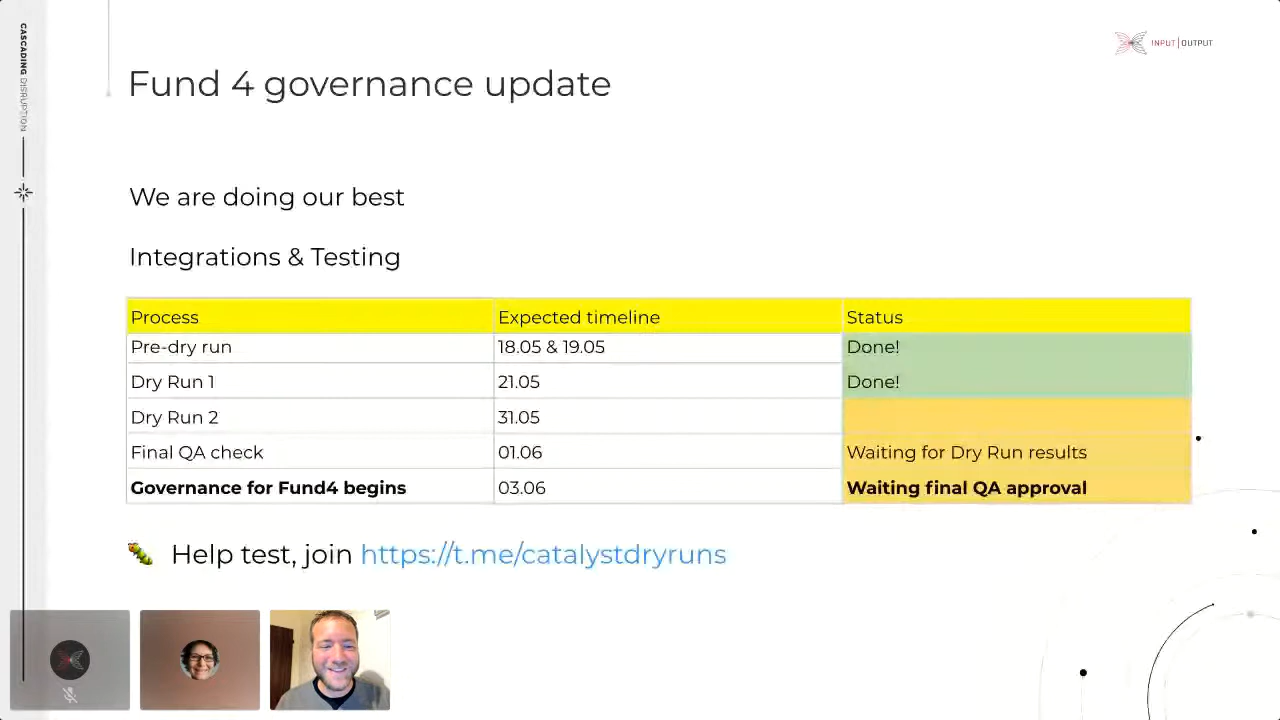 CASCADING DISRUPTION
INPUT | OUTPUT
Fund 4 governance update
We are doing our best
Integrations & Testing
Process Expected timeline Status
Pre-dry run 18.05 & 19.05 Done!
Dry Run 1 21.05 Done!
Dry Run 2 31.05
Final QA check 01.06 Waiting for Dry Run results
Governance for Fund4 begins 03.06 Waiting final QA approval
Help test, join https://t.me/catalystdryruns